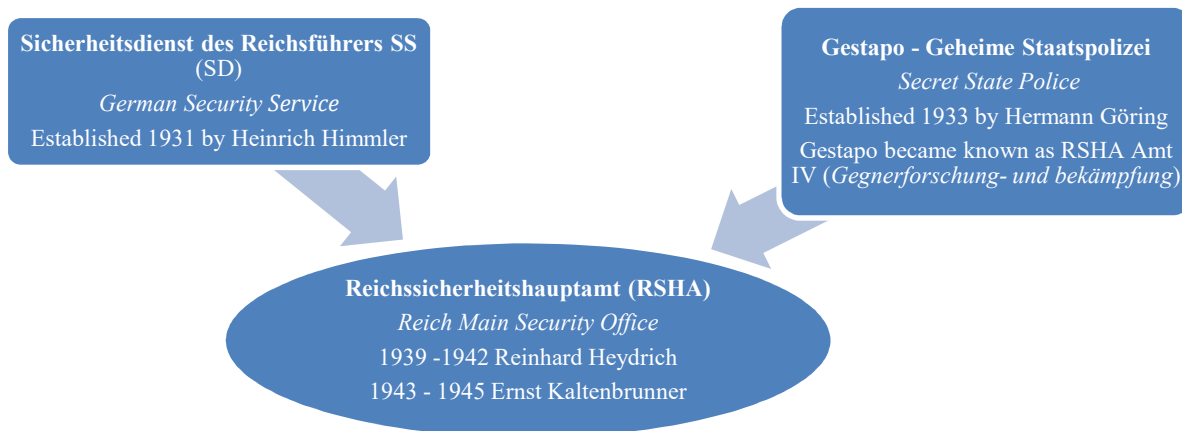 Sicherheitsdienst des Reichsführers SS
(SD)
German Security Service
Established 1931 by Heinrich Himmler
Gestapo - Geheime Staatspolizei
Secret State Police
Established 1933 by Hermann Göring
Gestapo became known as RSHA Amt
IV (Gegnerforschung- und bekämpfung)
Reichssicherheitshauptamt (RSHA)
Reich Main Security Office
1939 -1942 Reinhard Heydrich
1943 - 1945 Ernst Kaltenbrunner